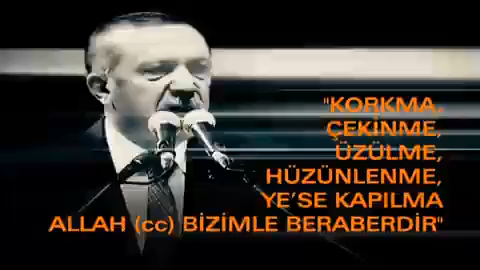 "KORKMA,
ÇEKİNME,
ÜZÜLME,
HÜZÜNLENME,
YE'SE KAPILMA
ALLAH (cc) BİZİMLE BERABERDİR"